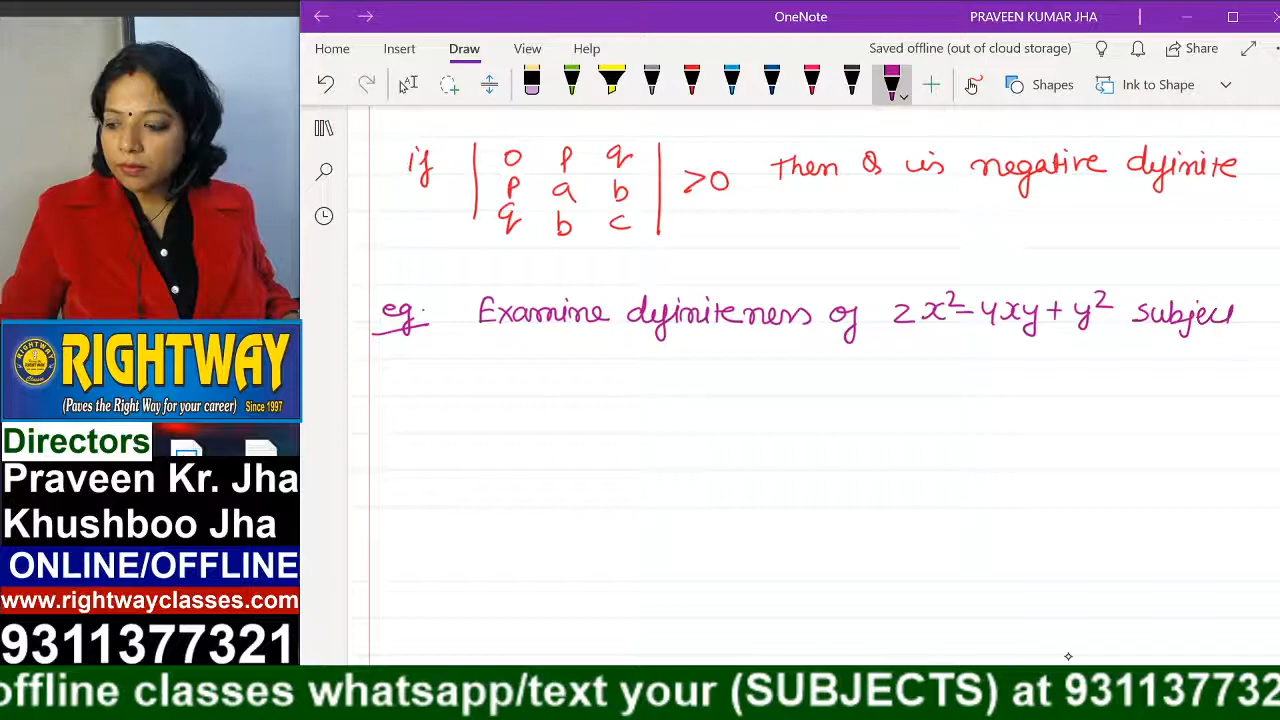 OneNote
PRAVEEN KUMAR JHA
Home Insert Draw View Help
Saved offline (out of cloud storage)
Share
Shapes
Ink to Shape
if | 0 p q | >0 then Q is negative definite
p a b
q b c
eg. Examine definiteness of 2x² - 4xy + y² subject
RIGHTWAY
Classes
(Paves the Right Way for your career) Since 1997
Directors
Praveen Kr. Jha
Khushboo Jha
ONLINE/OFFLINE
www.rightwayclasses.com
9311377321
offline classes whatsapp/text your (SUBJECTS) at 931137732